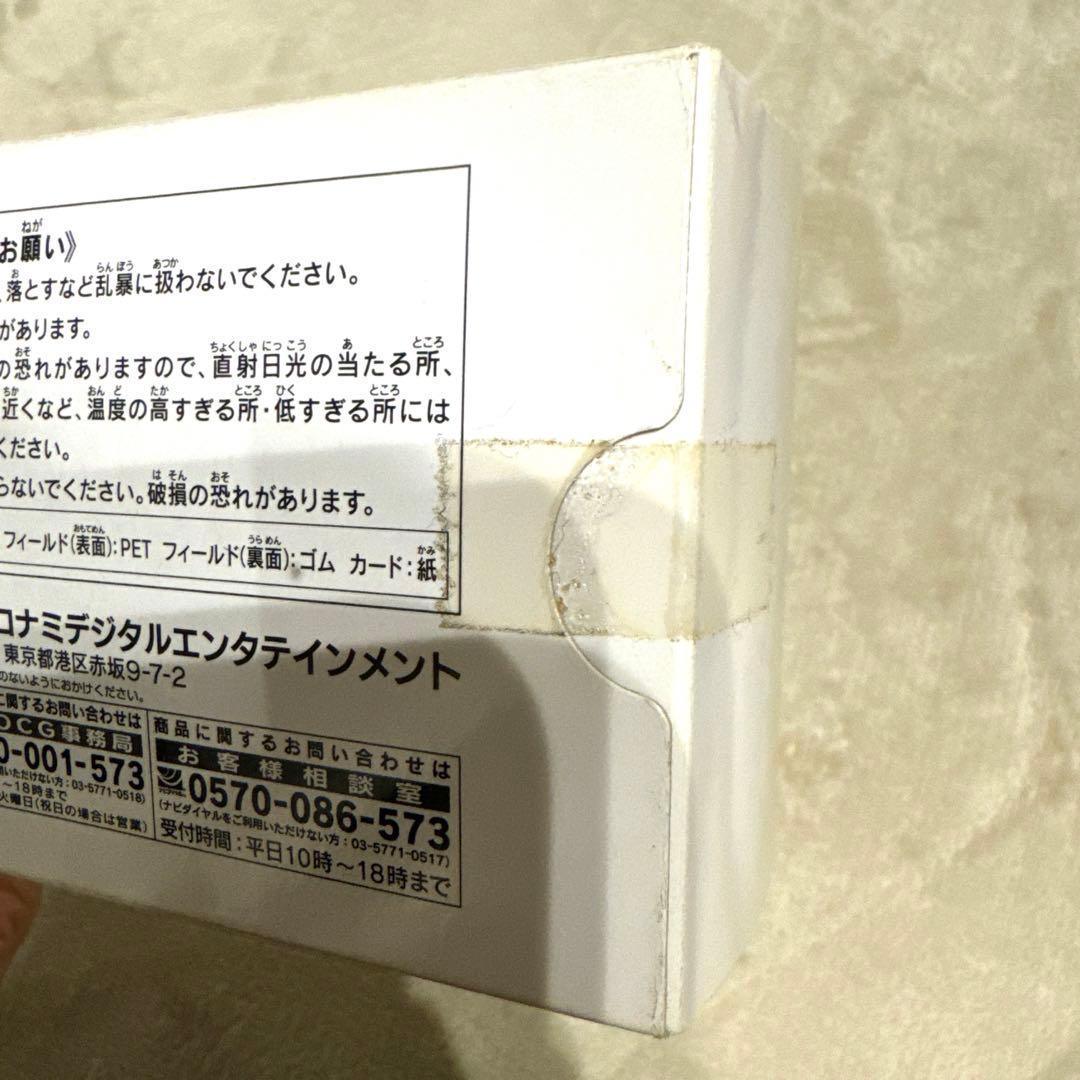 お願い》
、落とすなど乱暴に扱わないでください。
があります。
の恐れがありますので、直射日光の当たる所、
近くなど、温度の高すぎる所・低すぎる所には
ください。
らないでください。破損の恐れがあります。
フィールド(表面):PET フィールド(裏面):ゴム カード:紙
コナミデジタルエンタテインメント
東京都港区赤坂9-7-2
のないようにおかけください。
に関するお問い合わせは
OCG事務局
0-001-573
用いただけない方:03-5771-0518)
～18時まで
火曜日(祝日の場合は営業)
商品に関するお問い合わせは
お客様相談室
0570-086-573
(ナビダイヤルをご利用いただけない方:03-5771-0517)
受付時間:平日10時～18時まで